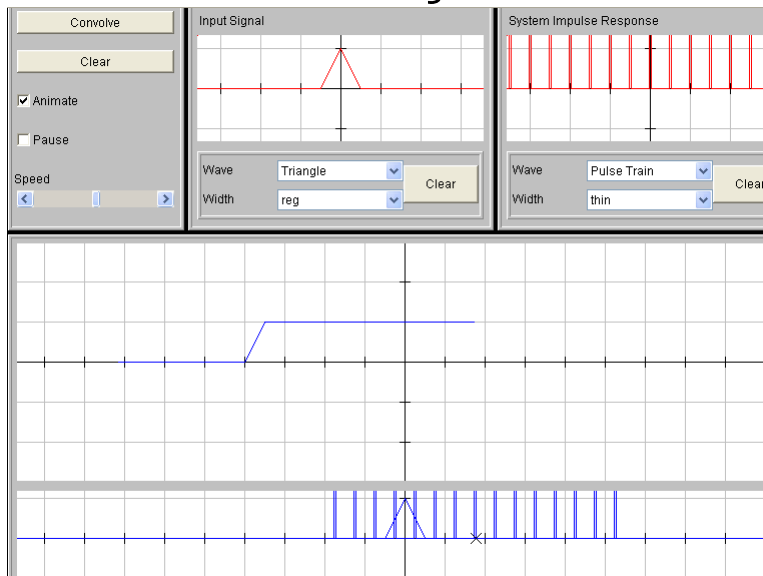 Convolve
Clear
Animate
Pause
Speed
Input Signal
Wave
Triangle
Width
reg
Clear
System Impulse Response
Wave
Pulse Train
Width
thin
Clear